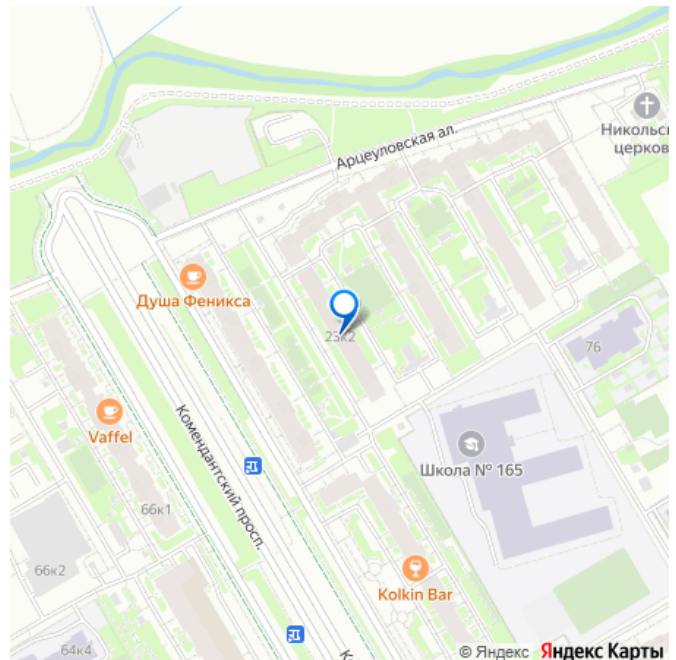 Арцеуловская ал.
Никольс
церков
Душа Феникса
23к2
76
Vaffel
Комендантский просп.
Школа № 165
66к1
66к2
Kolkin Bar
64к4
К
© Яндекс Яндекс Карты